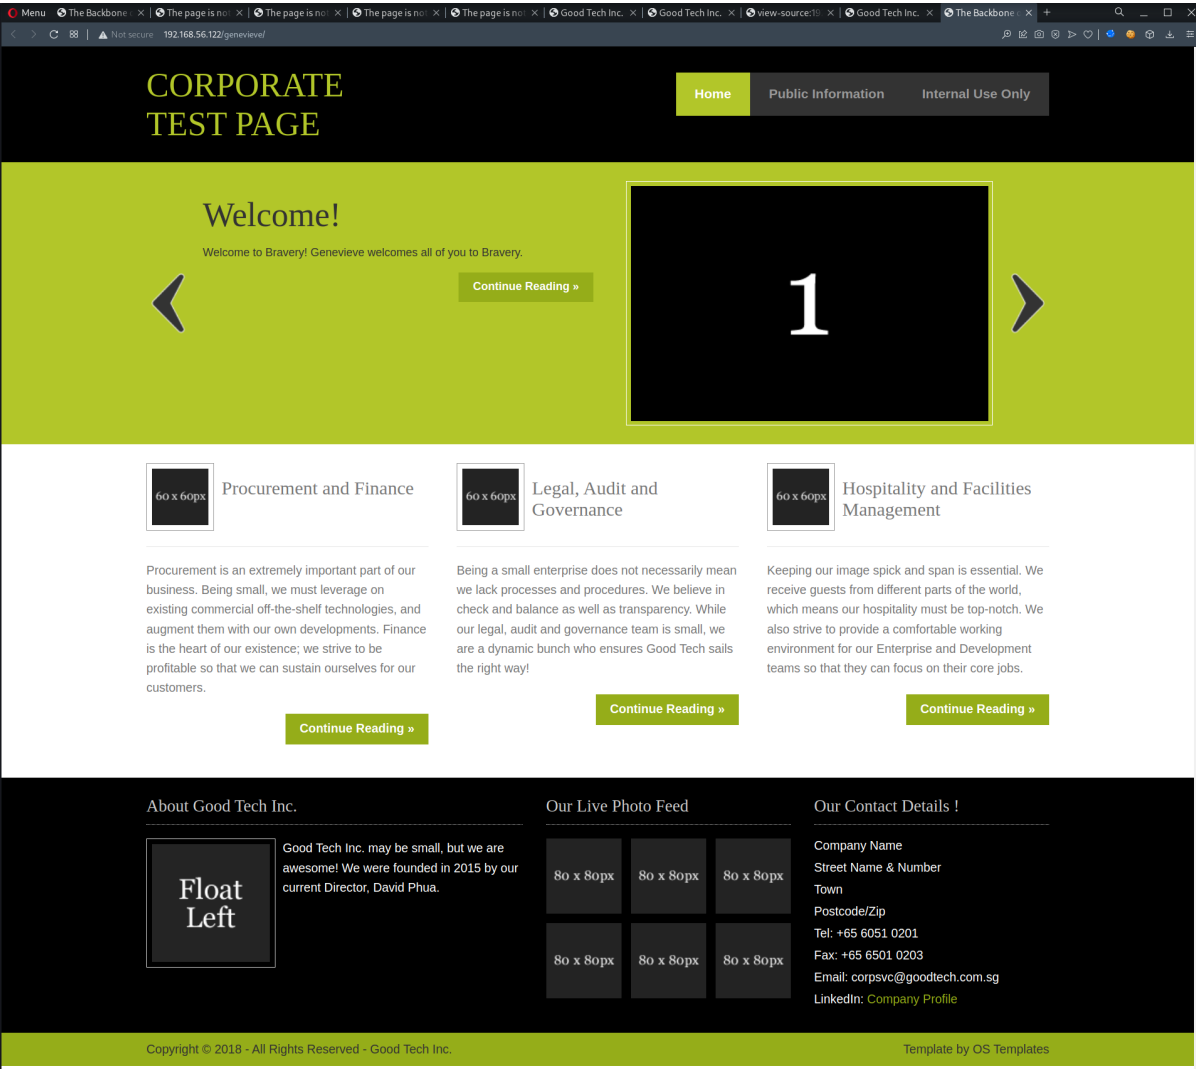 Menu
The Backbone
The page is not
The page is not
The page is not
The page is not
Good Tech Inc.
Good Tech Inc.
view-source:19
Good Tech Inc.
The Backbone
Not secure 192.168.56.122/genevieve/
CORPORATE
TEST PAGE
Home
Public Information
Internal Use Only
Welcome!
Welcome to Bravery! Genevieve welcomes all of you to Bravery.
Continue Reading »
1
60 x 60px
Procurement and Finance
Procurement is an extremely important part of our
business. Being small, we must leverage on
existing commercial off-the-shelf technologies, and
augment them with our own developments. Finance
is the heart of our existence; we strive to be
profitable so that we can sustain ourselves for our
customers.
Continue Reading »
60 x 60px
Legal, Audit and
Governance
Being a small enterprise does not necessarily mean
we lack processes and procedures. We believe in
check and balance as well as transparency. While
our legal, audit and governance team is small, we
are a dynamic bunch who ensures Good Tech sails
the right way!
Continue Reading »
60 x 60px
Hospitality and Facilities
Management
Keeping our image spick and span is essential. We
receive guests from different parts of the world,
which means our hospitality must be top-notch. We
also strive to provide a comfortable working
environment for our Enterprise and Development
teams so that they can focus on their core jobs.
Continue Reading »
About Good Tech Inc.
Float
Left
Good Tech Inc. may be small, but we are
awesome! We were founded in 2015 by our
current Director, David Phua.
Our Live Photo Feed
80 x 80px
80 x 80px
80 x 80px
80 x 80px
80 x 80px
80 x 80px
Our Contact Details !
Company Name
Street Name & Number
Town
Postcode/Zip
Tel: +65 6051 0201
Fax: +65 6501 0203
Email: corpsvc@goodtech.com.sg
LinkedIn: Company Profile
Copyright © 2018 - All Rights Reserved - Good Tech Inc.
Template by OS Templates